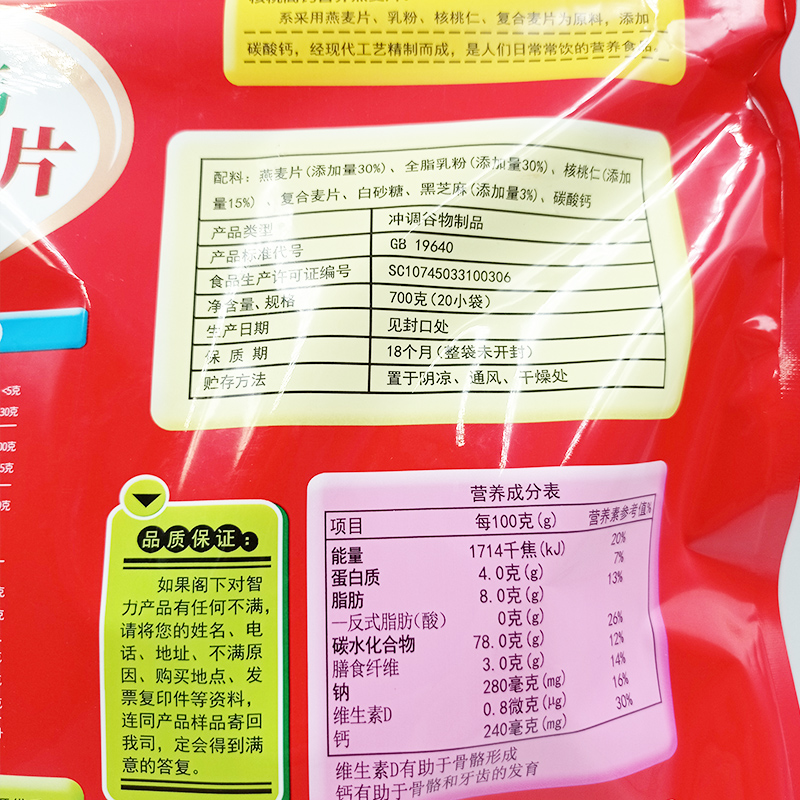 系采用燕麦片、乳粉、核桃仁、复合麦片为原料，添加
碳酸钙，经现代工艺精制而成，是人们日常常饮的营养食品。
片
配料：燕麦片(添加量30%)、全脂乳粉(添加量30%)、核桃仁(添加
量15%)、复合麦片、白砂糖、黑芝麻(添加量3%)、碳酸钙
产品类型 冲调谷物制品
产品标准代号 GB 19640
食品生产许可证编号 SC10745033100306
净含量、规格 700克(20小袋)
生产日期 见封口处
保质期 18个月(整袋未开封)
贮存方法 置于阴凉、通风、干燥处
<5克
30克
品质保证：
如果阁下对智
力产品有任何不满，
请将您的姓名、电
话、地址、不满原
因、购买地点、发
票复印件等资料，
连同产品样品寄回
我司，定会得到满
意的答复。
营养成分表
项目 每100克(g) 营养素参考值%
能量 1714千焦(kJ) 20%
蛋白质 4.0克(g) 7%
脂肪 8.0克(g) 13%
—反式脂肪(酸) 0克(g)
碳水化合物 78.0克(g) 26%
膳食纤维 3.0克(g) 12%
钠 280毫克(mg) 14%
维生素D 0.8微克(μg) 16%
钙 240毫克(mg) 30%
维生素D有助于骨骼形成
钙有助于骨骼和牙齿的发育